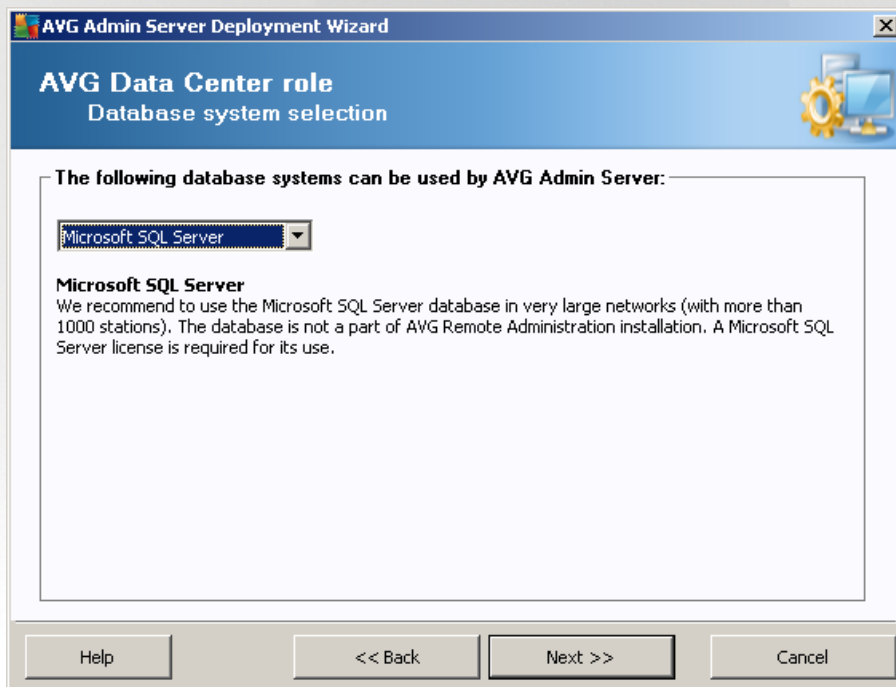 AVG Admin Server Deployment Wizard
AVG Data Center role
Database system selection
The following database systems can be used by AVG Admin Server:
Microsoft SQL Server
Microsoft SQL Server
We recommend to use the Microsoft SQL Server database in very large networks (with more than
1000 stations). The database is not a part of AVG Remote Administration installation. A Microsoft SQL
Server license is required for its use.
Help
<< Back
Next >>
Cancel